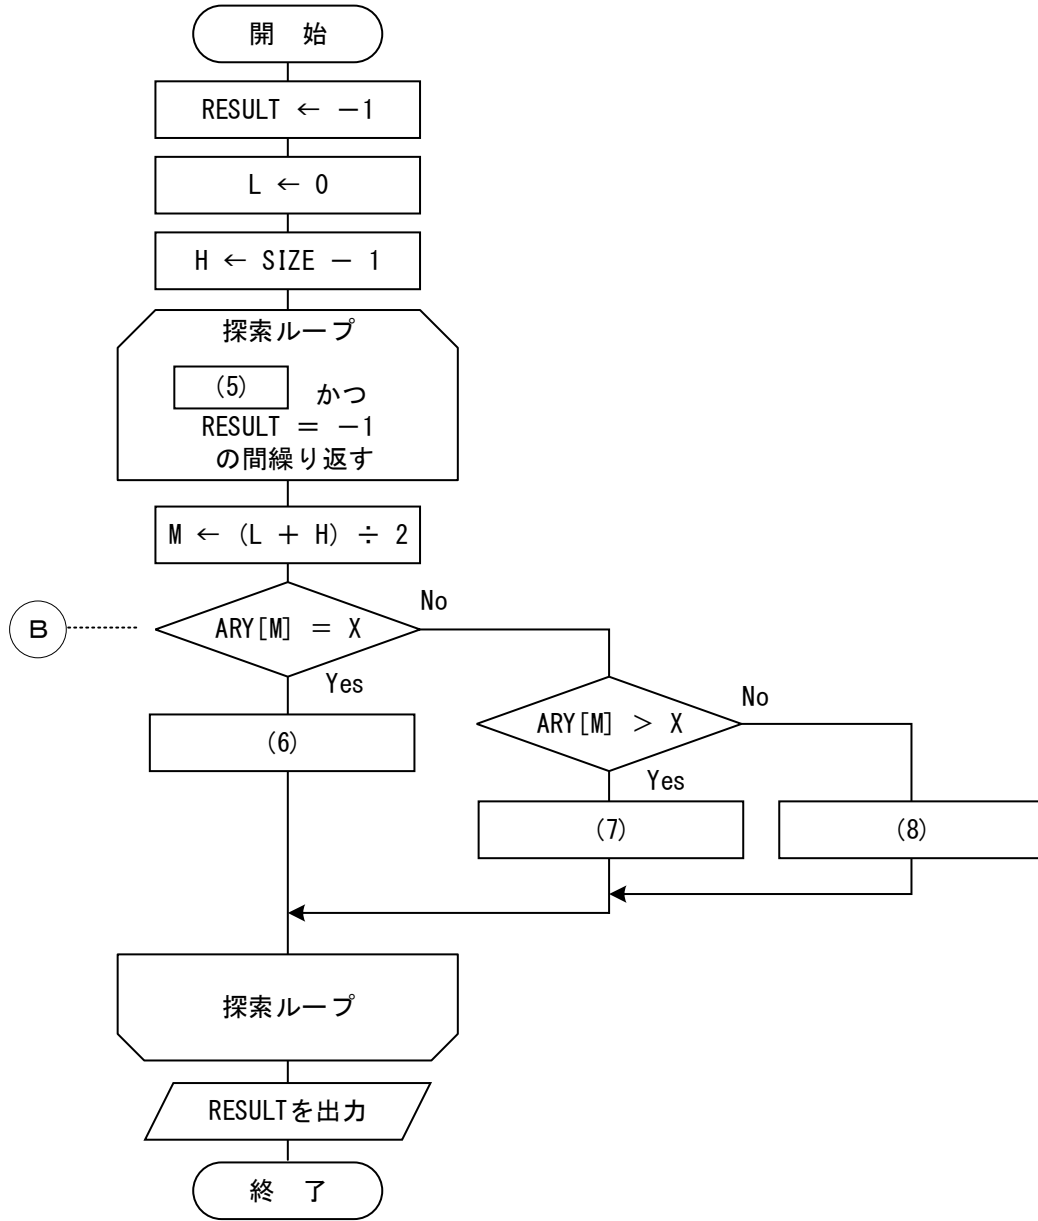 開　始
RESULT ← －1
L ← 0
H ← SIZE － 1
探索ループ
(5) かつ
RESULT ＝ －1
の間繰り返す
M ← (L ＋ H) ÷ 2
No
B
ARY[M] ＝ X
Yes
No
(6)
ARY[M] ＞ X
Yes
(7)
(8)
探索ループ
RESULTを出力
終　了